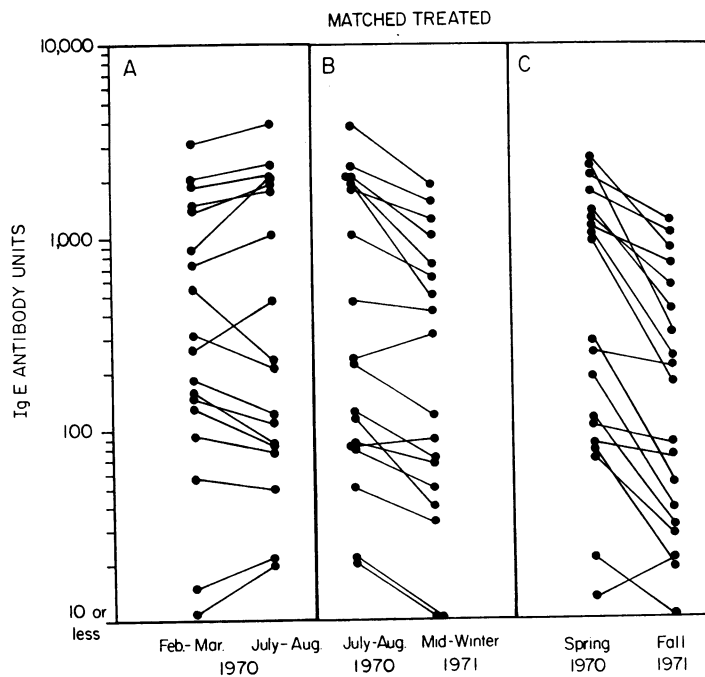 MATCHED TREATED
10,000
1,000
100
10 or
less
IgE ANTIBODY UNITS
A
B
C
Feb.-Mar. July-Aug.
1970
July-Aug. Mid-Winter
1970 1971
Spring Fall
1970 1971